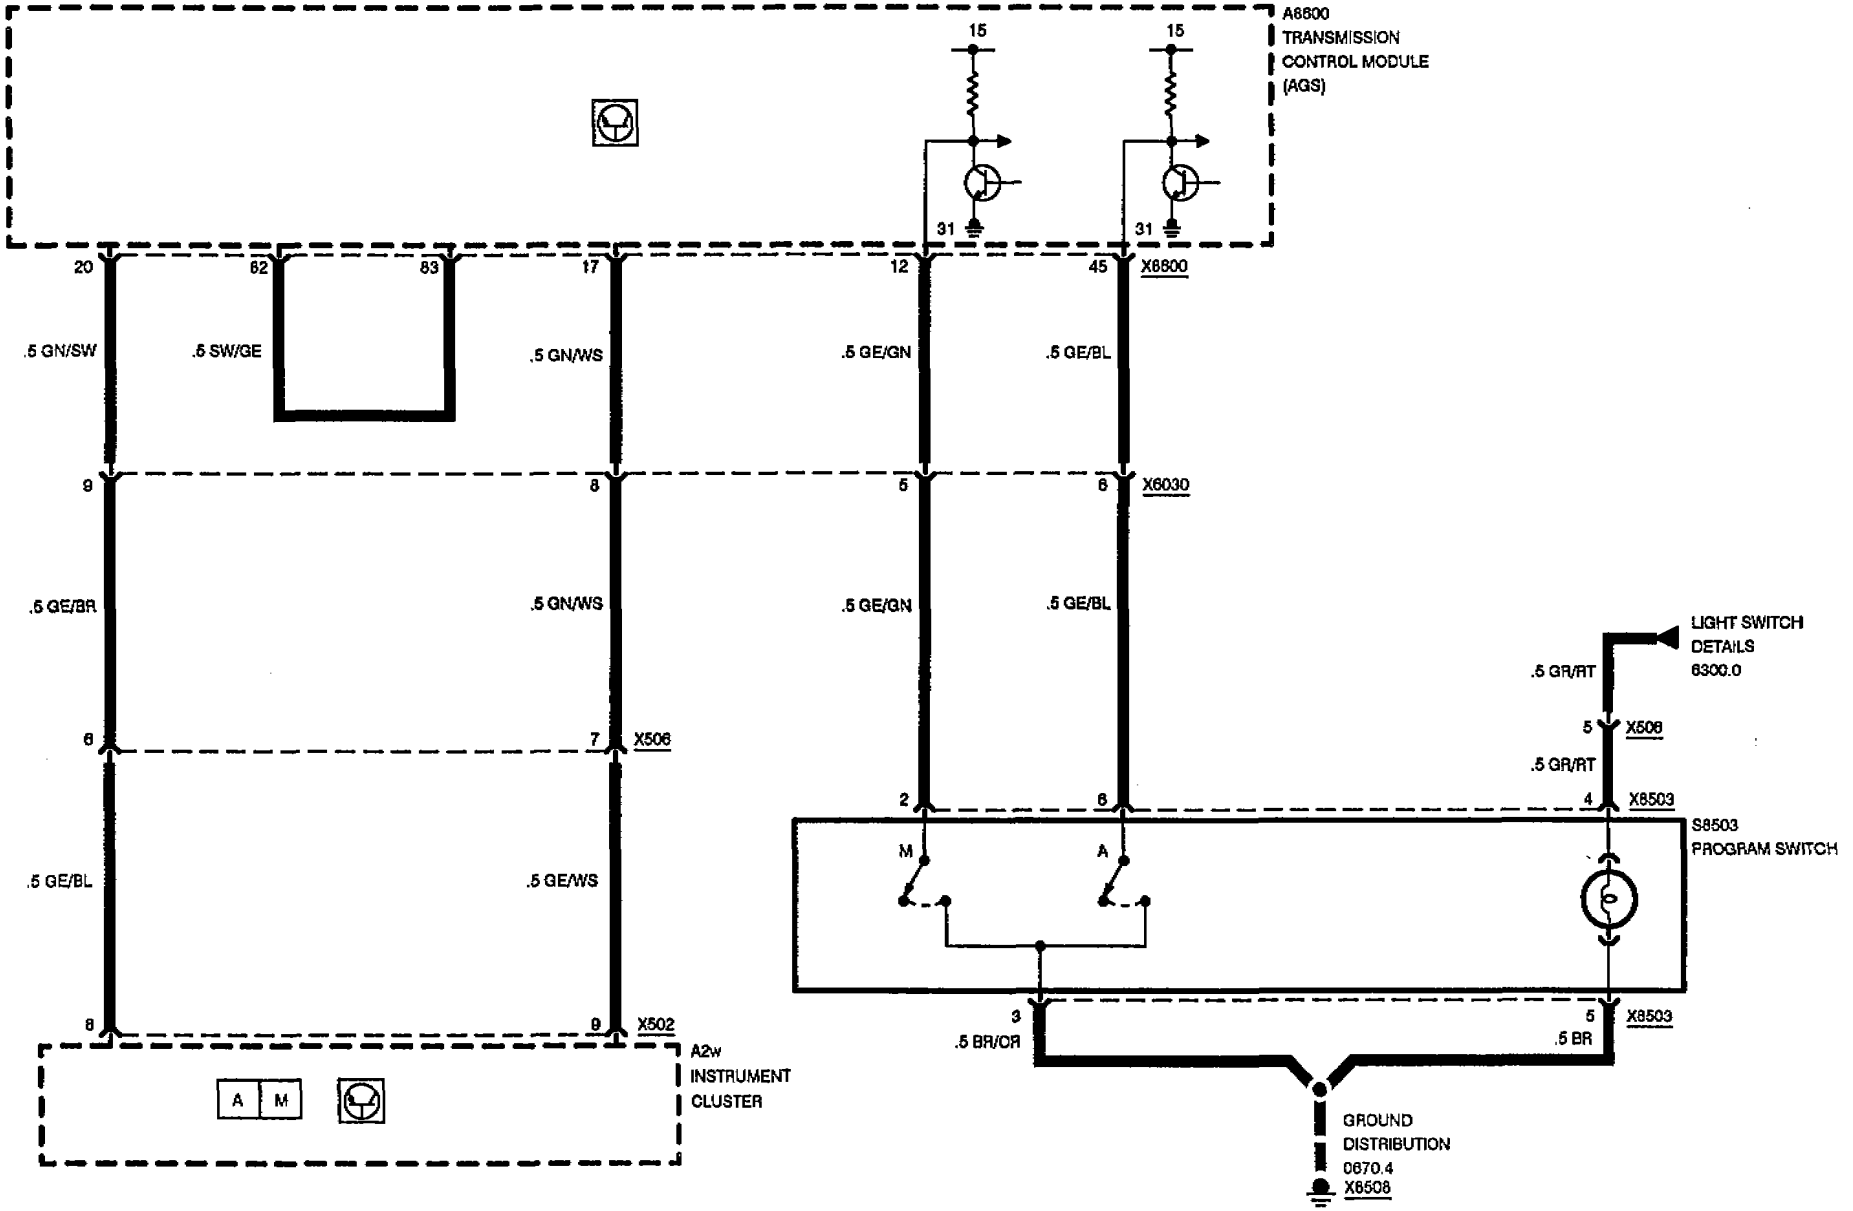 A8600
TRANSMISSION
CONTROL MODULE
(AGS)
15
15
31
31
20
82
83
17
12
45
X8600
.5 GN/SW
.5 SW/GE
.5 GN/WS
.5 GE/GN
.5 GE/BL
9
8
5
6
X6030
.5 GE/BR
.5 GN/WS
.5 GE/GN
.5 GE/BL
LIGHT SWITCH
DETAILS
6300.0
.5 GR/RT
5
X506
.5 GR/RT
6
7
X506
2
6
4
X8503
S8503
PROGRAM SWITCH
M
A
.5 GE/BL
.5 GE/WS
8
9
X502
3
5
X8503
.5 BR/OR
.5 BR
A2w
INSTRUMENT
CLUSTER
A
M
GROUND
DISTRIBUTION
0670.4
X8508